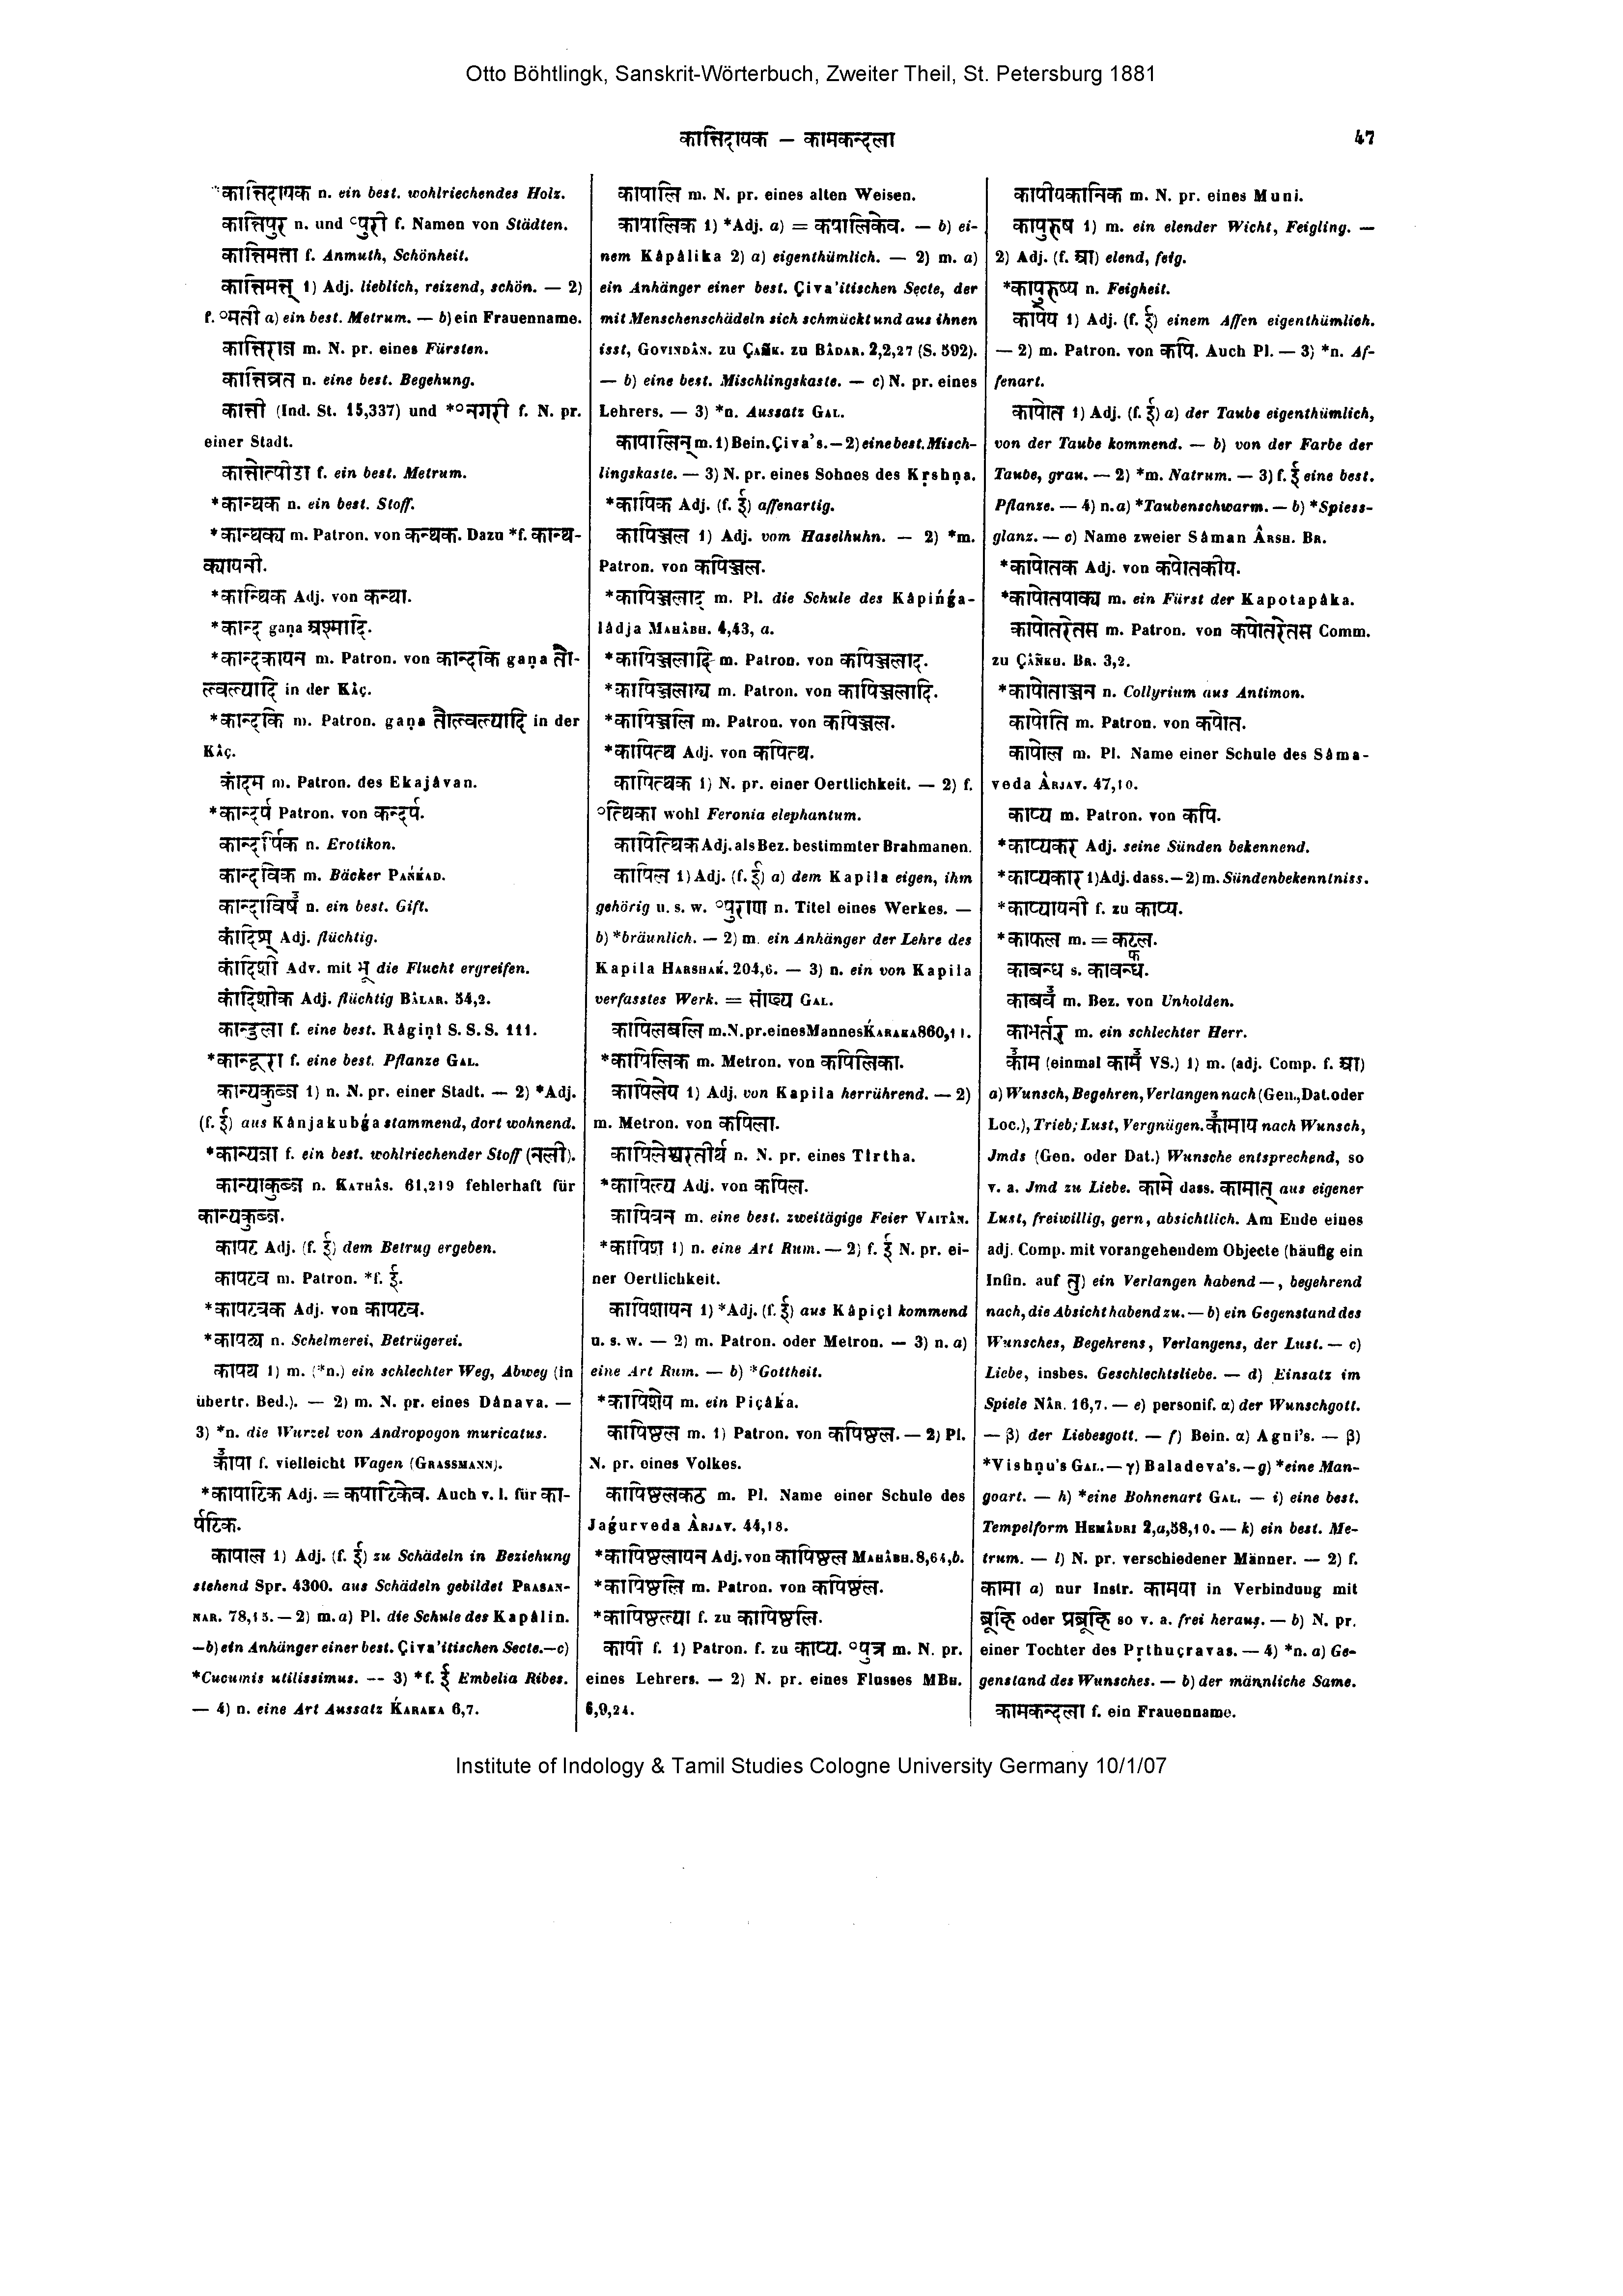 Otto Böhtlingk, Sanskrit-Wörterbuch, Zweiter Theil, St. Petersburg 1881
कान्तिदायक – कामकन्दला
47
*कान्तिदायक n. ein best. wohlriechendes Holz.
कान्तिपुर n. und °पुरी f. Namen von Städten.
कान्तिमत्ता f. Anmuth, Schönheit.
कान्तिमत् 1) Adj. lieblich, reizend, schön. — 2)
f. °मती a) ein best. Metrum. — b) ein Frauenname.
कान्तिराज m. N. pr. eines Fürsten.
कान्तिव्रत n. eine best. Begehung.
कान्ती (Ind. St. 15,337) und *°नगरी f. N. pr.
einer Stadt.
कान्तोत्पीडा f. ein best. Metrum.
*कान्थक n. ein best. Stoff.
*कान्थक्य m. Patron. von कन्थक. Dazu *f. कान्थ-
क्यायनी.
*कान्थिक Adj. von कन्था.
*कान्द gaṇa अश्मादि.
*कान्दकायन m. Patron. von कान्दकि gaṇa तौ-
ल्वल्यादि in der Kâç.
*कान्दकि m. Patron. gaṇa तौल्वल्यादि in der
Kâç.
कांदम m. Patron. des Ekajâvan.
*कान्दर्प Patron. von कन्दर्प.
कान्दर्पिक n. Erotikon.
कान्दविक m. Bäcker Pańḱad.
कान्दाविष n. ein best. Gift.
कांदिश् Adj. flüchtig.
कांदिशी Adv. mit भू die Flucht ergreifen.
कांदिशीक Adj. flüchtig Bâlar. 54,2.
कान्दुला f. eine best. Râgiṇî S. S. S. 111.
*कान्दूरा f. eine best. Pflanze Gal.
कान्यकुब्ज 1) n. N. pr. einer Stadt. — 2) *Adj.
(f. ई) aus Kânjakubǵa stammend, dort wohnend.
*कान्यजा f. ein best. wohlriechender Stoff (नली).
कान्याकुब्ज n. Kathâs. 61,219 fehlerhaft für
कान्यकुब्ज.
कापट Adj. (f. ई) dem Betrug ergeben.
कापटव m. Patron. *f. ई.
*कापटवक Adj. von कापटव.
*कापट्य n. Schelmerei, Betrügerei.
कापथ 1) m. (*n.) ein schlechter Weg, Abweg (in
übertr. Bed.). — 2) m. N. pr. eines Dânava. —
3) *n. die Wurzel von Andropogon muricatus.
कापा f. vielleicht Wagen (Grassmann).
*कापाटिक Adj. = कपाटिकेव. Auch v. l. für का-
र्पटिक.
कापाल 1) Adj. (f. ई) zu Schädeln in Beziehung
stehend Spr. 4300. aus Schädeln gebildet Prasan-
nar. 78,15. — 2) m. a) Pl. die Schule des Kapâlin.
— b) ein Anhänger einer best. Çiva'itischen Secte. — c)
*Cucumis utilissimus. -- 3) *f. ई Embelia Ribes.
— 4) n. eine Art Aussatz Ḱaraka 6,7.
कापालि m. N. pr. eines alten Weisen.
कापालिक 1) *Adj. a) = कपालिकेव. — b) ei-
nem Kâpâlika 2) a) eigenthümlich. — 2) m. a)
ein Anhänger einer best. Çiva'itischen Secte, der
mit Menschenschädeln sich schmückt und aus ihnen
isst, Govindân. zu Çaṁk. zu Bâdar. 2,2,27 (S. 592).
— b) eine best. Mischlingskaste. — c) N. pr. eines
Lehrers. — 3) *n. Aussatz Gal.
कापालिन् m. 1) Bein. Çiva's. — 2) eine best. Misch-
lingskaste. — 3) N. pr. eines Sohnes des Kṛshṇa.
*कापिक Adj. (f. ई) affenartig.
कापिञ्जल 1) Adj. vom Haselhuhn. — 2) *m.
Patron. von कपिञ्जल.
*कापिञ्जलाद m. Pl. die Schule des Kâpińǵa-
lâdja Mahâbh. 4,43, a.
*कापिञ्जलादि m. Patron. von कपिञ्जलाद.
*कापिञ्जलाद्य m. Patron. von कापिञ्जलादि.
*कापिञ्जलि m. Patron. von कपिञ्जल.
*कापित्थ Adj. von कपित्थ.
कापित्थक 1) N. pr. einer Oertlichkeit. — 2) f.
°त्थिका wohl Feronia elephantum.
कापित्थिक Adj. als Bez. bestimmter Brahmanen.
कापिल 1) Adj. (f. ई) a) dem Kapila eigen, ihm
gehörig u. s. w. °पुराण n. Titel eines Werkes. —
b) *bräunlich. — 2) m. ein Anhänger der Lehre des
Kapila Harshaḱ. 204,6. — 3) n. ein von Kapila
verfasstes Werk. = सांख्य Gal.
कापिलबलि m. N. pr. eines Mannes Ḱaraka 860,11.
*कापिलिक m. Metron. von कपिलिका.
कापिलेय 1) Adj. von Kapila herrührend. — 2)
m. Metron. von कपिला.
कापिलेश्वरतीर्थ n. N. pr. eines Tîrtha.
*कापिल्य Adj. von कपिल.
कापिवन m. eine best. zweitägige Feier Vaitân.
*कापिश 1) n. eine Art Rum. — 2) f. ई N. pr. ei-
ner Oertlichkeit.
कापिशायन 1) *Adj. (f. ई) aus Kâpiçî kommend
u. s. w. — 2) m. Patron. oder Metron. — 3) n. a)
eine Art Rum. — b) *Gottheit.
*कापिशेय m. ein Piçâḱa.
कापिष्ठल m. 1) Patron. von कपिष्ठल. — 2) Pl.
N. pr. eines Volkes.
कापिष्ठलकठ m. Pl. Name einer Schule des
Jaǵurveda Ârjav. 44,18.
*कापिष्ठलायन Adj. von कापिष्ठल Mahâbh. 8,64,b.
*कापिष्ठलि m. Patron. von कपिष्ठल.
*कापिष्ठल्या f. zu कापिष्ठलि.
कापी f. 1) Patron. f. zu काप्य. °पुत्र m. N. pr.
eines Lehrers. — 2) N. pr. eines Flusses MBh.
6,9,24.
कापीयकानिक m. N. pr. eines Muni.
कापुरुष 1) m. ein elender Wicht, Feigling. —
2) Adj. (f. आ) elend, feig.
*कापुरुष्य n. Feigheit.
कापेय 1) Adj. (f. ई) einem Affen eigenthümlich.
— 2) m. Patron. von कपि. Auch Pl. — 3) *n. Af-
fenart.
कापोत 1) Adj. (f. ई) a) der Taube eigenthümlich,
von der Taube kommend. — b) von der Farbe der
Taube, grau. — 2) *m. Natrum. — 3) f. ई eine best.
Pflanze. — 4) n. a) *Taubenschwarm. — b) *Spiess-
glanz. — c) Name zweier Sâman Ârsh. Br.
*कापोतक Adj. von कपोतकीय.
*कापोतपाक्य m. ein Fürst der Kapotapâka.
कापोतरेतस m. Patron. von कपोतरेतस Comm.
zu Çâṅkh. Br. 3,2.
*कापोताञ्जन n. Collyrium aus Antimon.
कापोति m. Patron. von कपोत.
कापोल m. Pl. Name einer Schule des Sâma-
veda Ârjav. 47,10.
काप्य m. Patron. von कपि.
*काप्यकर Adj. seine Sünden bekennend.
*काप्यकार 1) Adj. dass. — 2) m. Sündenbekenntniss.
*काप्यायनी f. zu काप्य.
*काफल m. = कट्फल.
काबन्ध s. कावन्ध.
काबव m. Bez. von Unholden.
काभर्तर् m. ein schlechter Herr.
काम (einmal काम VS.) 1) m. (adj. Comp. f. आ)
a) Wunsch, Begehren, Verlangen nach (Gen., Dat. oder
Loc.), Trieb; Lust, Vergnügen. कामाय nach Wunsch,
Jmds (Gen. oder Dat.) Wunsche entsprechend, so
v. a. Jmd zu Liebe. कामे dass. कामात् aus eigener
Lust, freiwillig, gern, absichtlich. Am Ende eines
adj. Comp. mit vorangehendem Objecte (häufig ein
Infin. auf तु) ein Verlangen habend —, begehrend
nach, die Absicht habend zu. — b) ein Gegenstand des
Wunsches, Begehrens, Verlangens, der Lust. — c)
Liebe, insbes. Geschlechtsliebe. — d) Einsatz im
Spiele Nâr. 16,7. — e) personif. α) der Wunschgott.
— β) der Liebesgott. — f) Bein. α) Agni's. — β)
*Vishṇu's Gal. — γ) Baladeva's. — g) *eine Man-
goart. — h) *eine Bohnenart Gal. — i) eine best.
Tempelform Hemâdri 2,a,58,10. — k) ein best. Me-
trum. — l) N. pr. verschiedener Männer. — 2) f.
कामा a) nur Instr. कामया in Verbindung mit
ब्रूहि oder प्रब्रूहि so v. a. frei heraus. — b) N. pr.
einer Tochter des Pṛthuçravas. — 4) *n. a) Ge-
genstand des Wunsches. — b) der männliche Same.
कामकन्दला f. ein Frauenname.
Institute of Indology & Tamil Studies Cologne University Germany 10/1/07